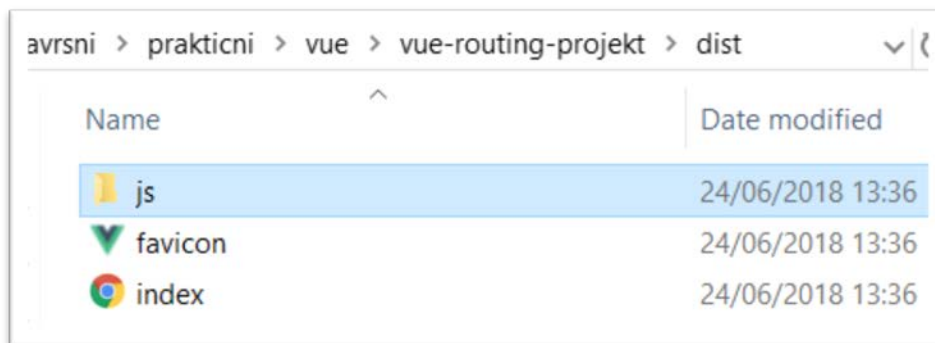 avrsni > prakticni > vue > vue-routing-projekt > dist
Name Date modified
js 24/06/2018 13:36
favicon 24/06/2018 13:36
index 24/06/2018 13:36